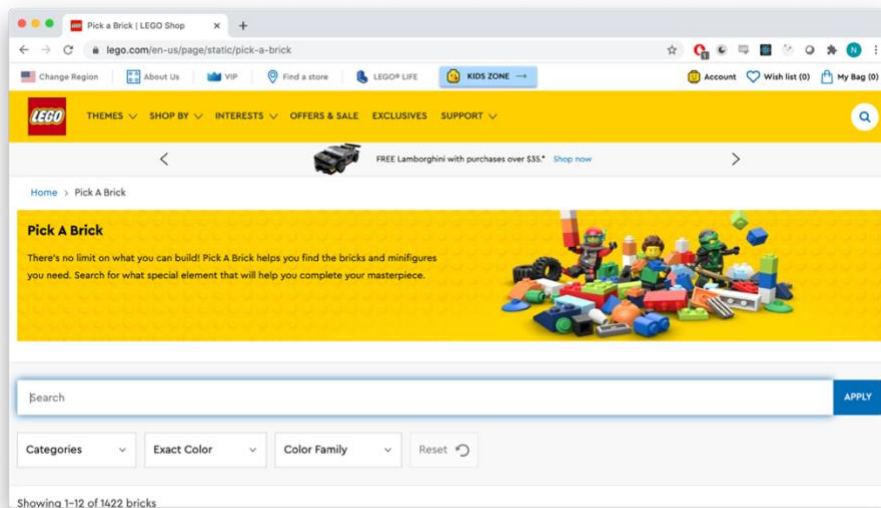 Pick a Brick | LEGO Shop × +
lego.com/en-us/page/static/pick-a-brick
Change Region About Us VIP Find a store LEGO® LIFE KIDS ZONE → Account Wish list (0) My Bag (0)
LEGO THEMES SHOP BY INTERESTS OFFERS & SALE EXCLUSIVES SUPPORT
FREE Lamborghini with purchases over $35.* Shop now
Home > Pick A Brick
Pick A Brick
There's no limit on what you can build! Pick A Brick helps you find the bricks and minifigures
you need. Search for what special element that will help you complete your masterpiece.
Search APPLY
Categories Exact Color Color Family Reset
Showing 1-12 of 1422 bricks